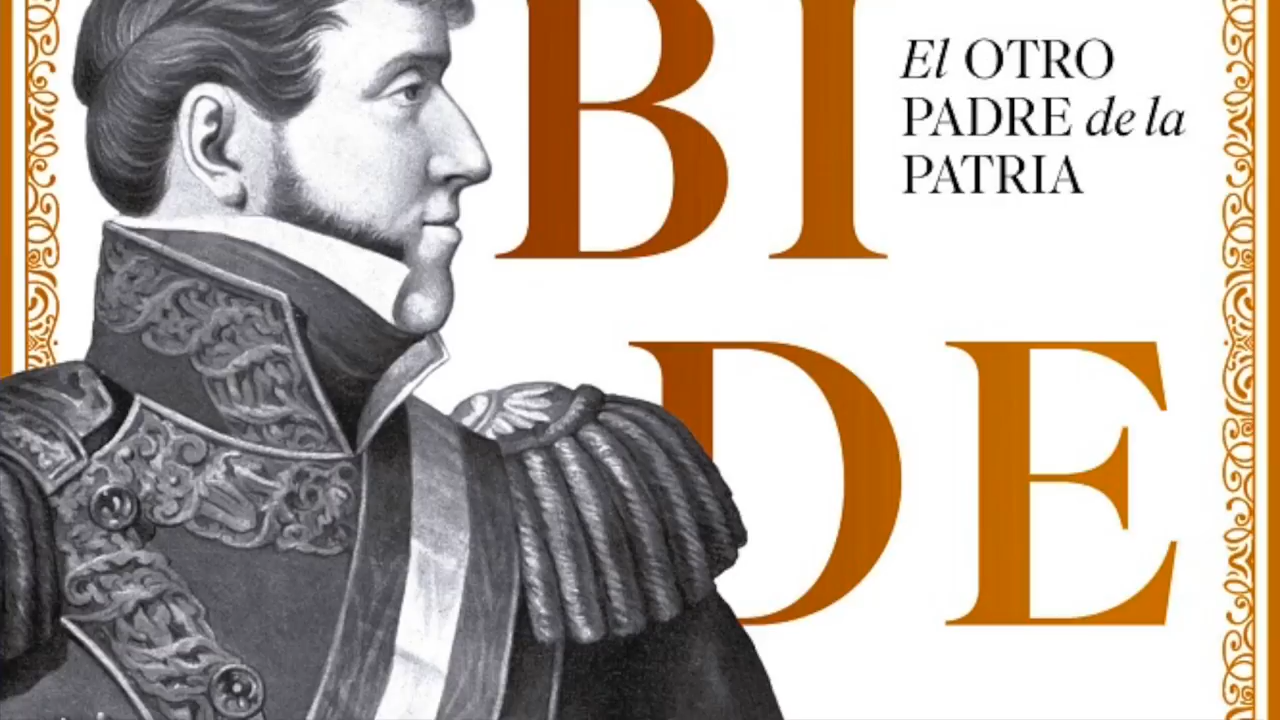 BI
El OTRO
PADRE de la
PATRIA
DE